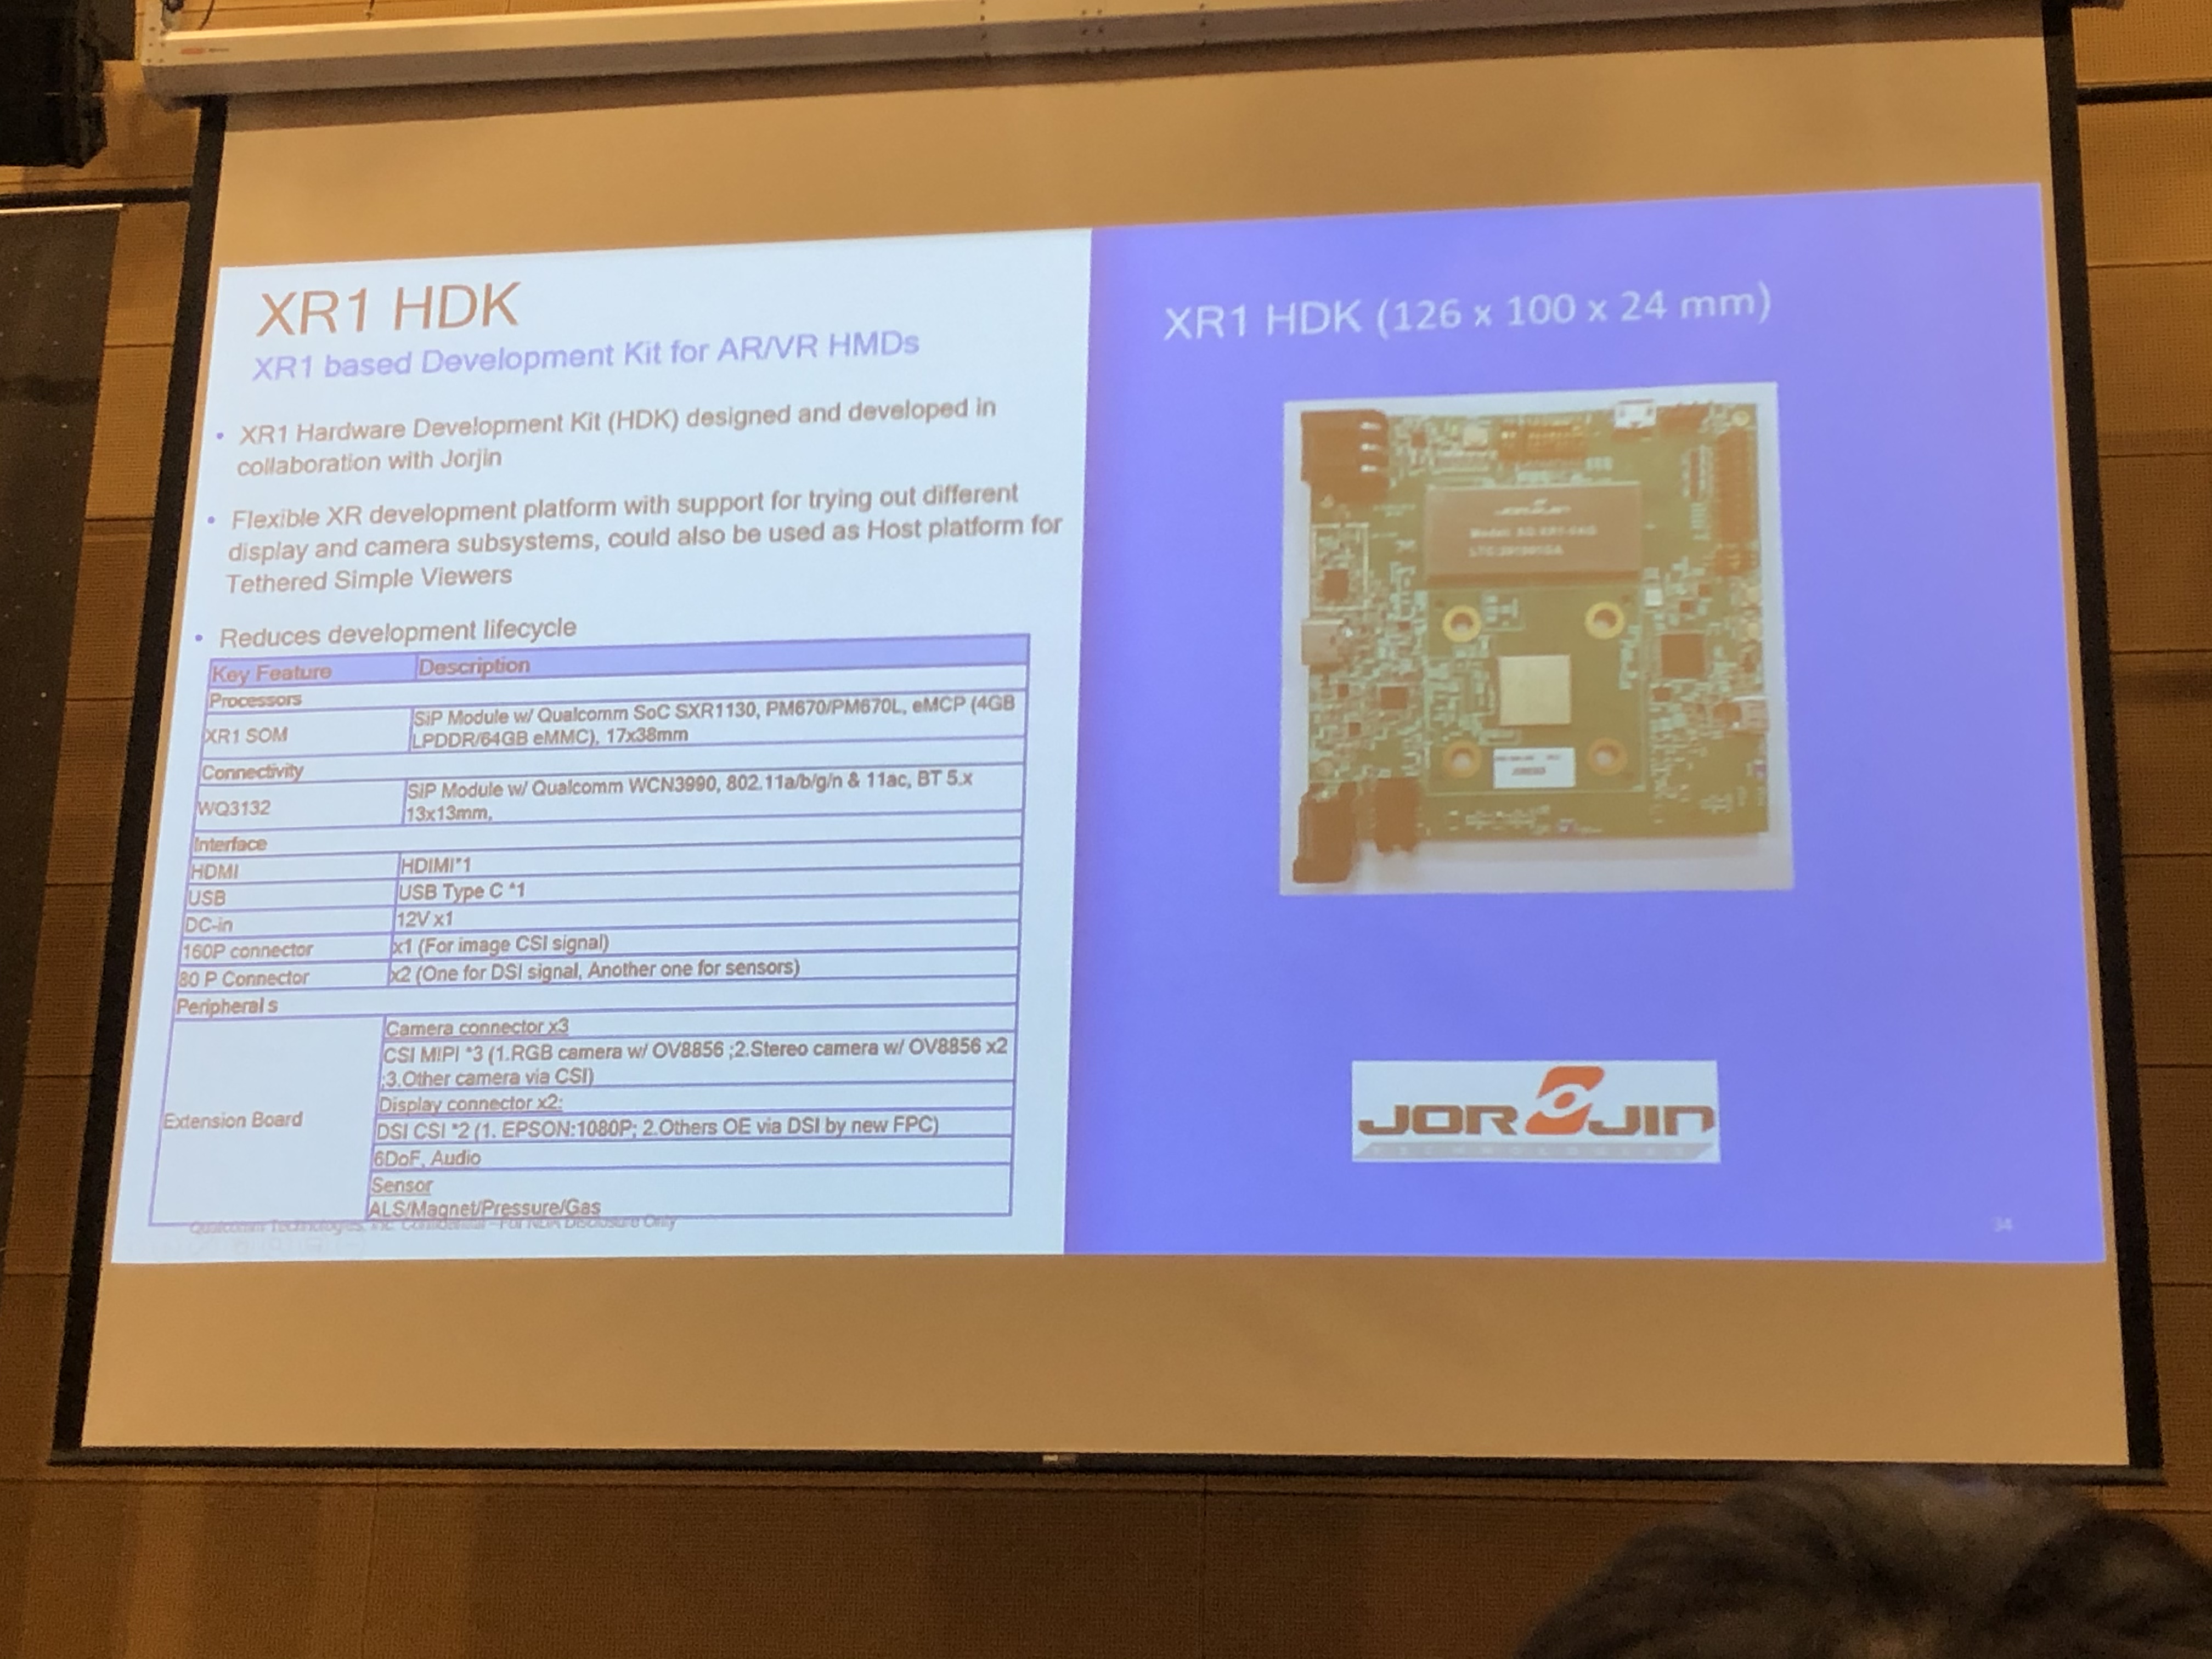 XR1 HDK
XR1 based Development Kit for AR/VR HMDs
• XR1 Hardware Development Kit (HDK) designed and developed in
collaboration with Jorjin
• Flexible XR development platform with support for trying out different
display and camera subsystems, could also be used as Host platform for
Tethered Simple Viewers
• Reduces development lifecycle
Key Feature Description
Processors
XR1 SOM SiP Module w/ Qualcomm SoC SXR1130, PM670/PM670L, eMCP (4GB
LPDDR/64GB eMMC), 17x38mm
Connectivity
WQ3132 SiP Module w/ Qualcomm WCN3990, 802.11a/b/g/n & 11ac, BT 5.x
13x13mm,
Interface
HDMI HDIMI*1
USB USB Type C *1
DC-in 12V x1
160P connector x1 (For image CSI signal)
80 P Connector x2 (One for DSI signal, Another one for sensors)
Peripheral s
Extension Board
Camera connector x3
CSI MIPI *3 (1.RGB camera w/ OV8856 ;2.Stereo camera w/ OV8856 x2
;3.Other camera via CSI)
Display connector x2:
DSI CSI *2 (1. EPSON:1080P; 2.Others OE via DSI by new FPC)
6DoF, Audio
Sensor
ALS/Magnet/Pressure/Gas
Qualcomm Technologies, Inc. Confidential - For NDA Disclosure Only
XR1 HDK (126 x 100 x 24 mm)
JORJIN
Model:
JORJIN
TECHNOLOGIES
34